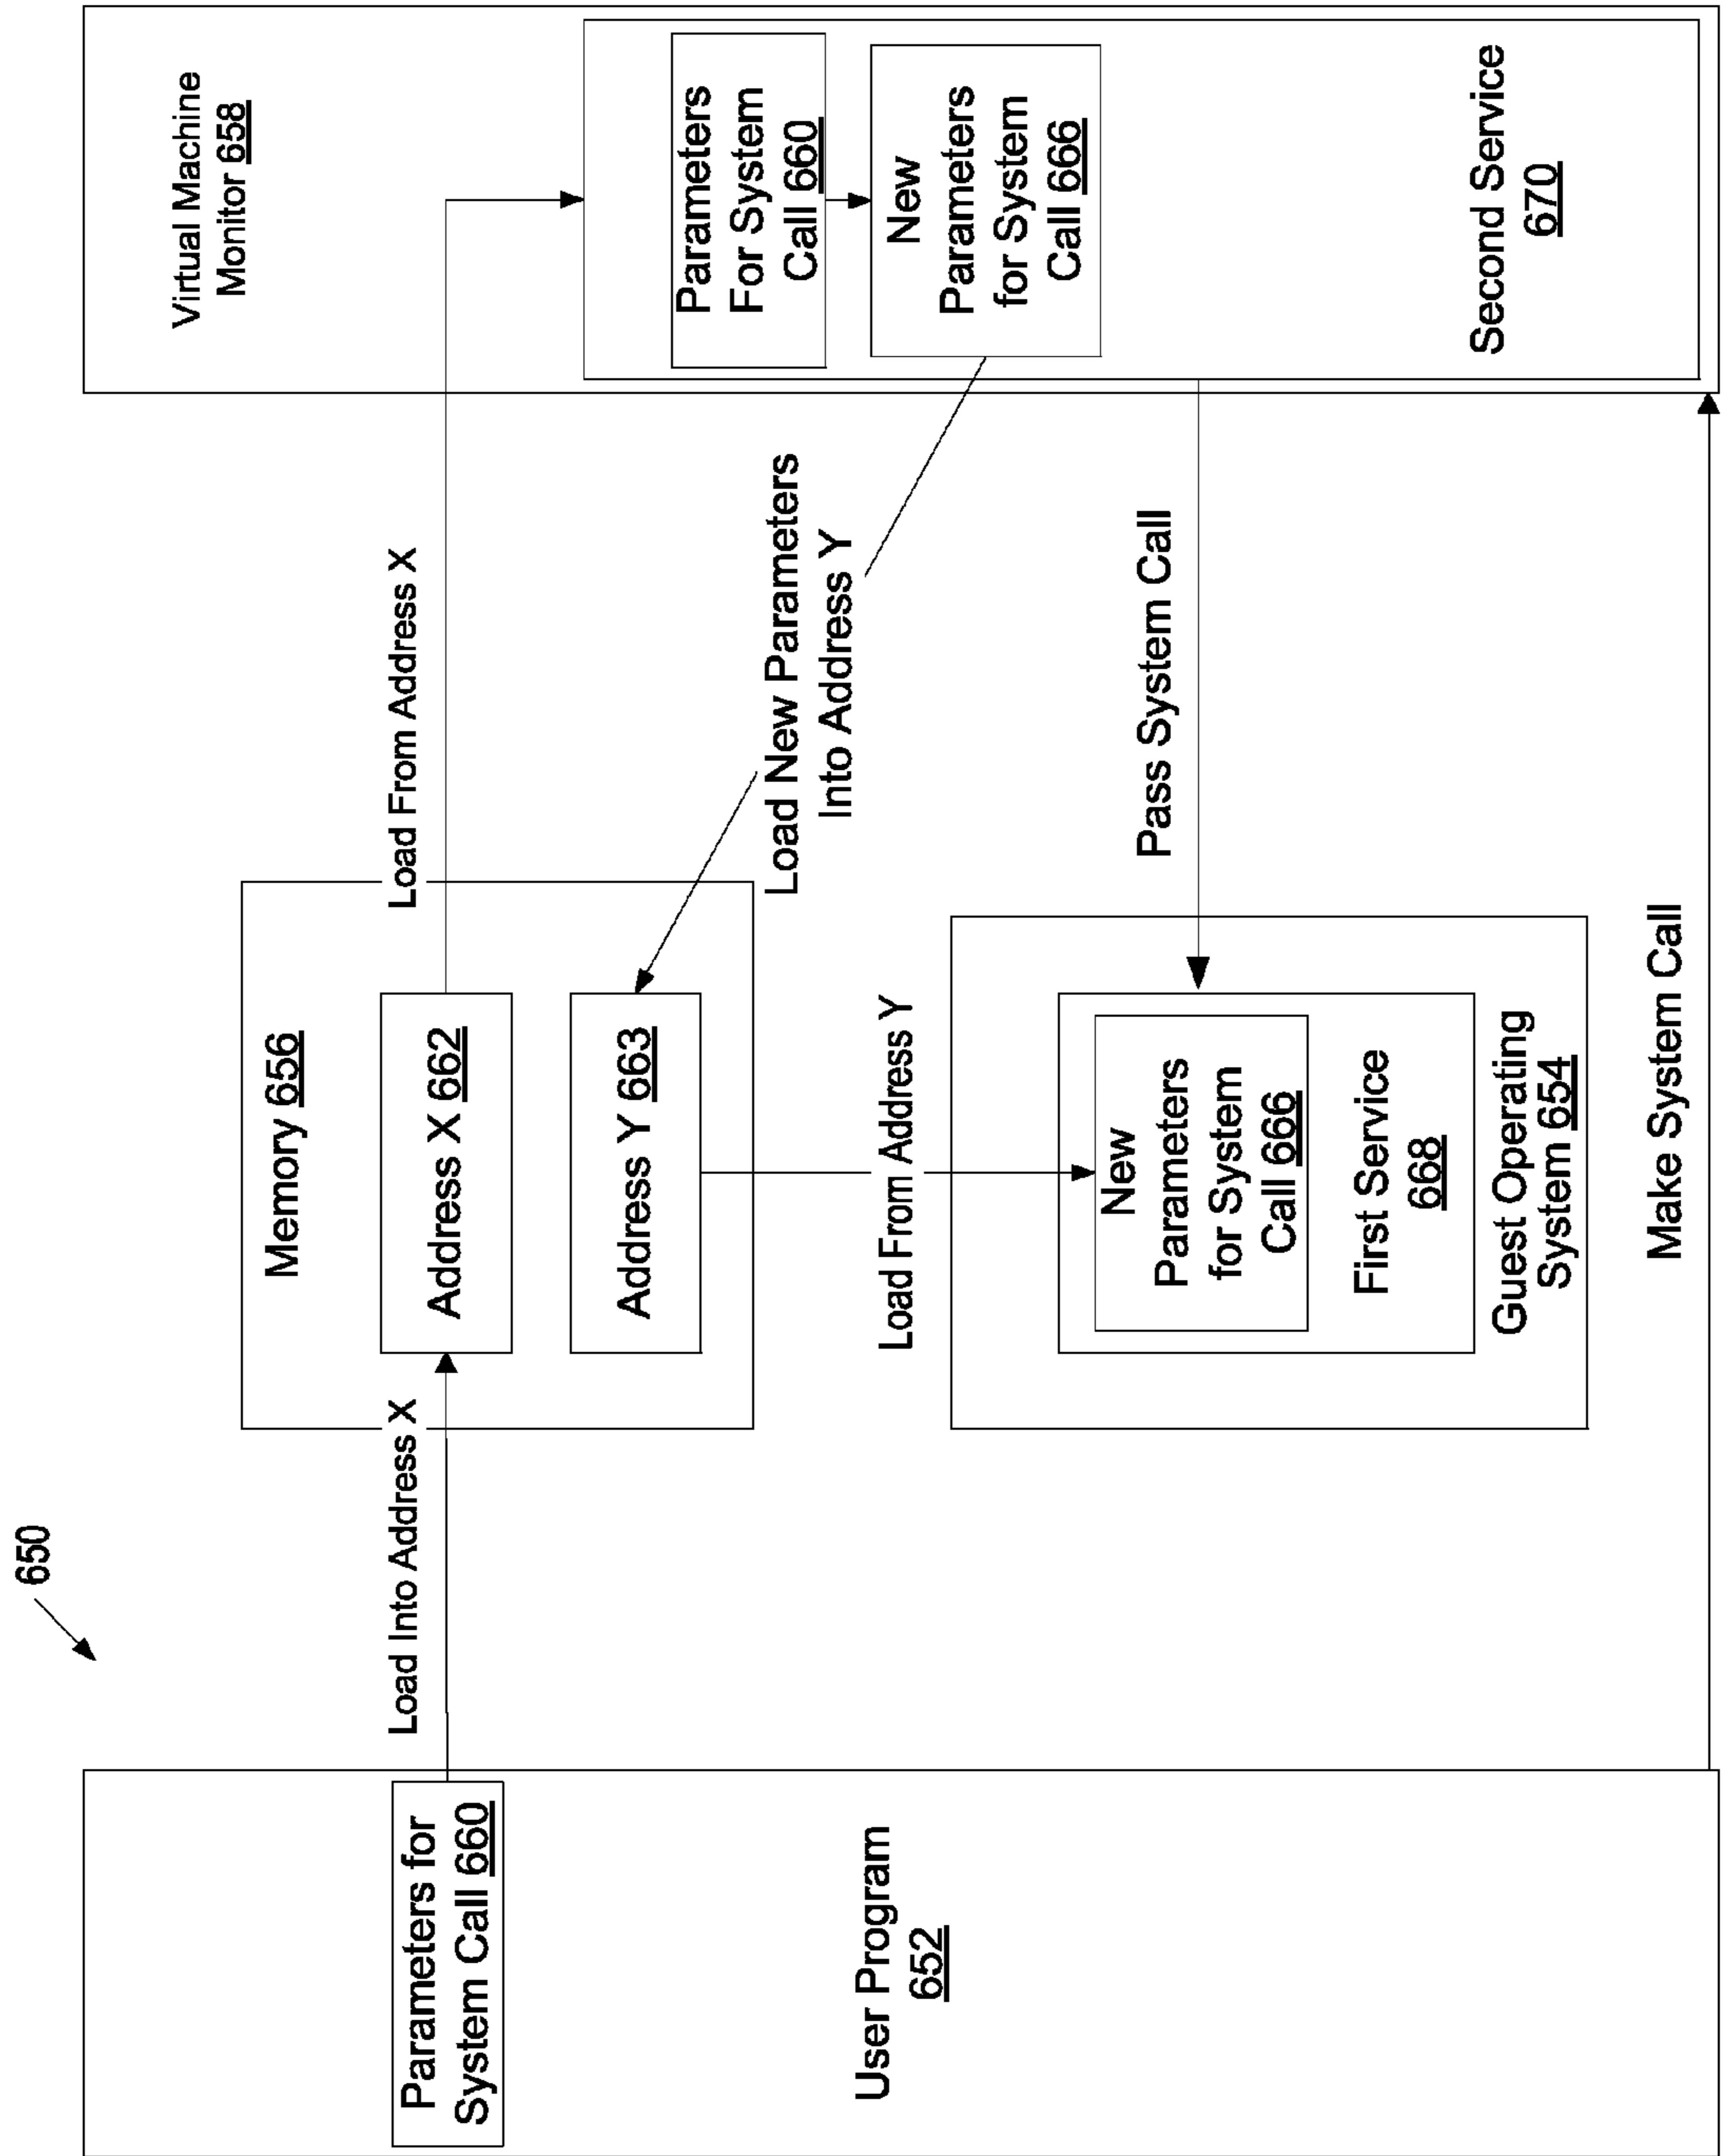 650
Parameters for
System Call 660
User Program
652
Load Into Address X
Memory 656
Address X 662
Address Y 663
Load From Address X
Load New Parameters
Into Address Y
Load From Address Y
New
Parameters
for System
Call 666
First Service
668
Guest Operating
System 654
Pass System Call
Make System Call
Virtual Machine
Monitor 658
Parameters
For System
Call 660
New
Parameters
for System
Call 666
Second Service
670